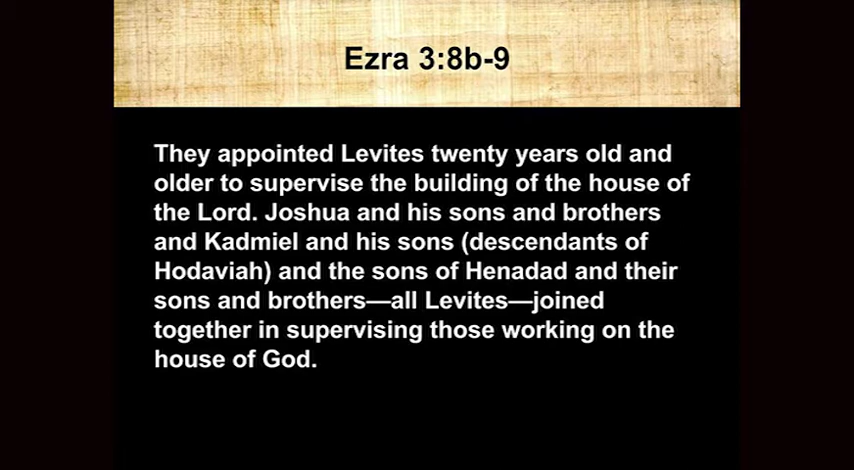 Ezra 3:8b-9
They appointed Levites twenty years old and
older to supervise the building of the house of
the Lord. Joshua and his sons and brothers
and Kadmiel and his sons (descendants of
Hodaviah) and the sons of Henadad and their
sons and brothers—all Levites—joined
together in supervising those working on the
house of God.